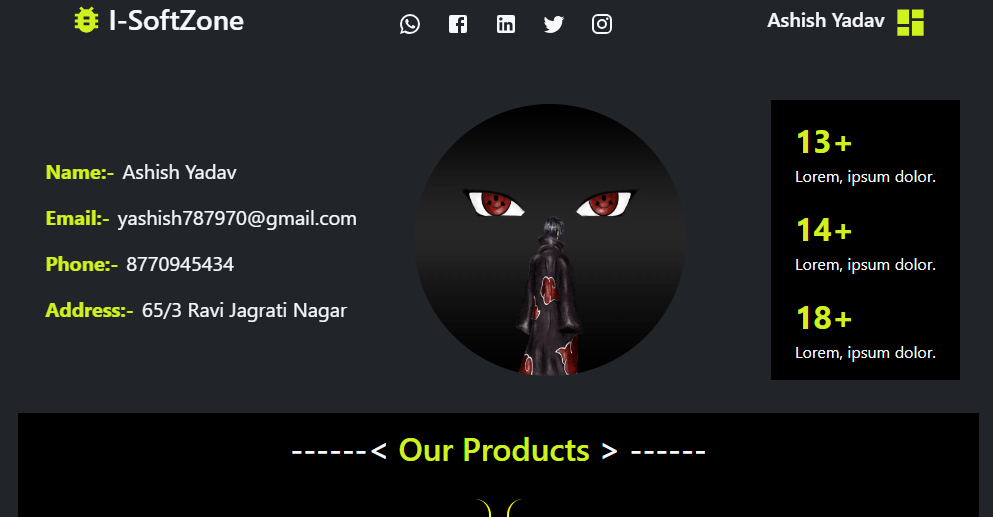 I-SoftZone
Ashish Yadav
Name:- Ashish Yadav
Email:- yashish787970@gmail.com
Phone:- 8770945434
Address:- 65/3 Ravi Jagrati Nagar
13+
Lorem, ipsum dolor.
14+
Lorem, ipsum dolor.
18+
Lorem, ipsum dolor.
------< Our Products > ------